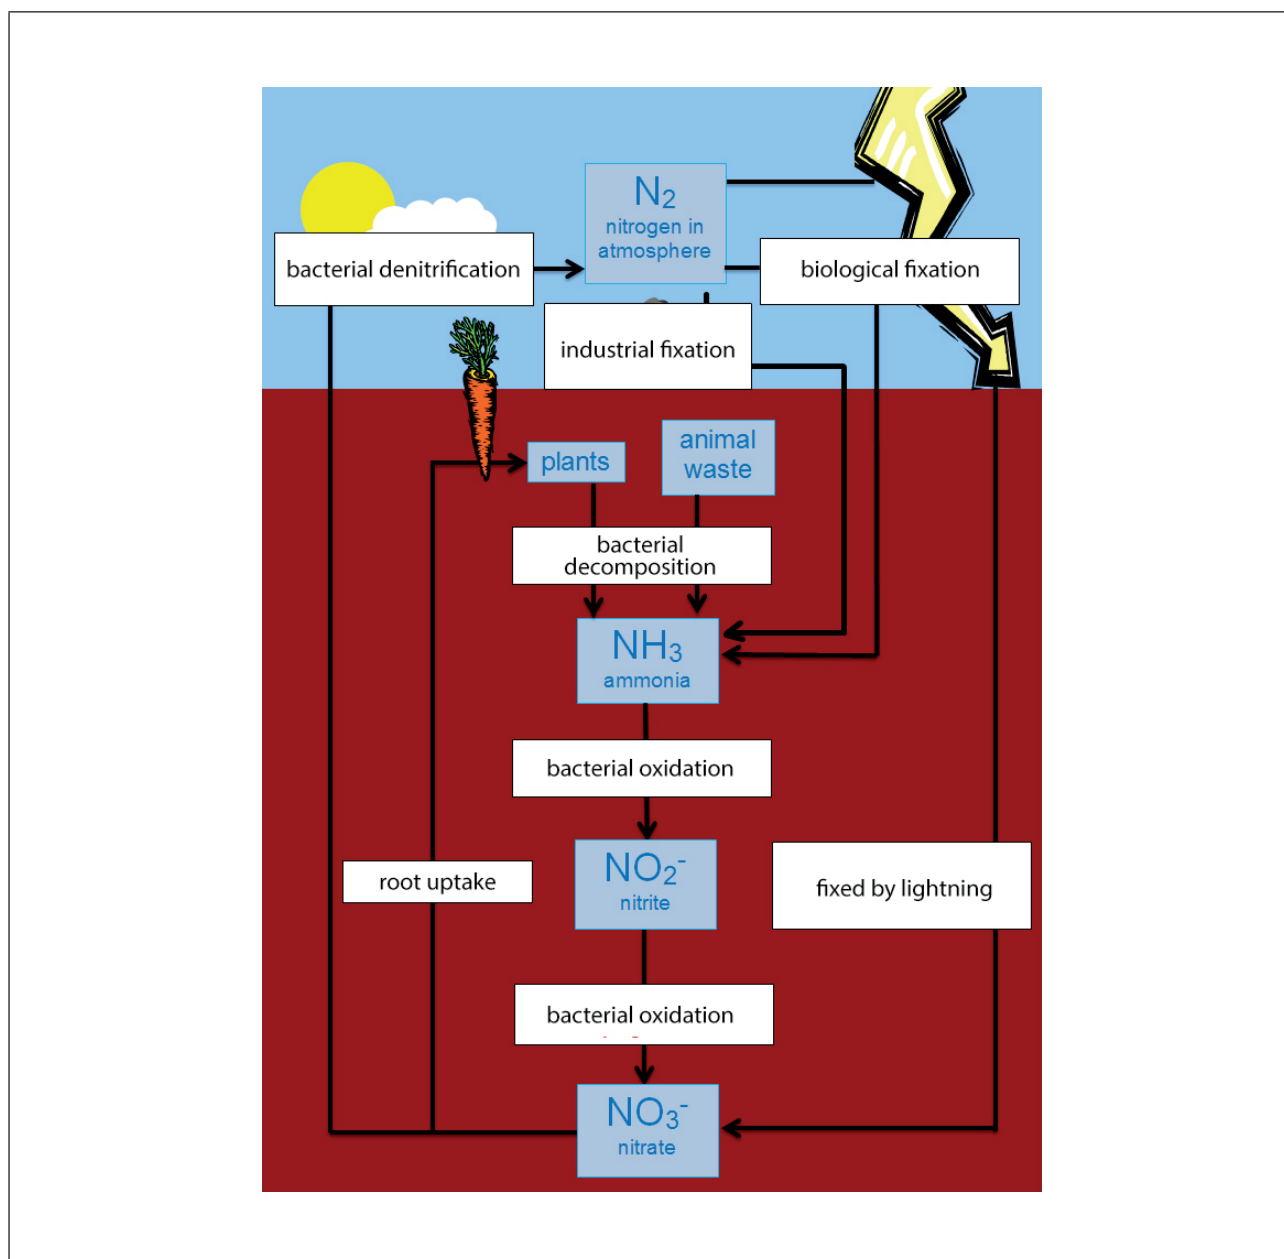 N₂
nitrogen in
atmosphere
bacterial denitrification
biological fixation
industrial fixation
plants
animal
waste
bacterial
decomposition
NH₃
ammonia
bacterial oxidation
NO₂⁻
nitrite
root uptake
fixed by lightning
bacterial oxidation
NO₃⁻
nitrate